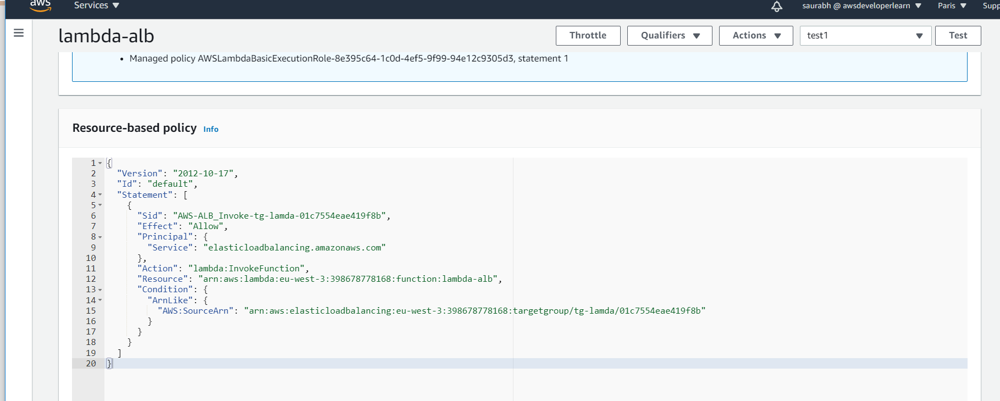 aws Services saurabh @ awsdeveloperlearn Paris Supp
lambda-alb Throttle Qualifiers Actions test1 Test
• Managed policy AWSLambdaBasicExecutionRole-8e395c64-1c0d-4ef5-9f99-94e12c9305d3, statement 1
Resource-based policy Info
1 {
2 "Version": "2012-10-17",
3 "Id": "default",
4 "Statement": [
5 {
6 "Sid": "AWS-ALB_Invoke-tg-lamda-01c7554eae419f8b",
7 "Effect": "Allow",
8 "Principal": {
9 "Service": "elasticloadbalancing.amazonaws.com"
10 },
11 "Action": "lambda:InvokeFunction",
12 "Resource": "arn:aws:lambda:eu-west-3:398678778168:function:lambda-alb",
13 "Condition": {
14 "ArnLike": {
15 "AWS:SourceArn": "arn:aws:elasticloadbalancing:eu-west-3:398678778168:targetgroup/tg-lamda/01c7554eae419f8b"
16 }
17 }
18 }
19 ]
20 }